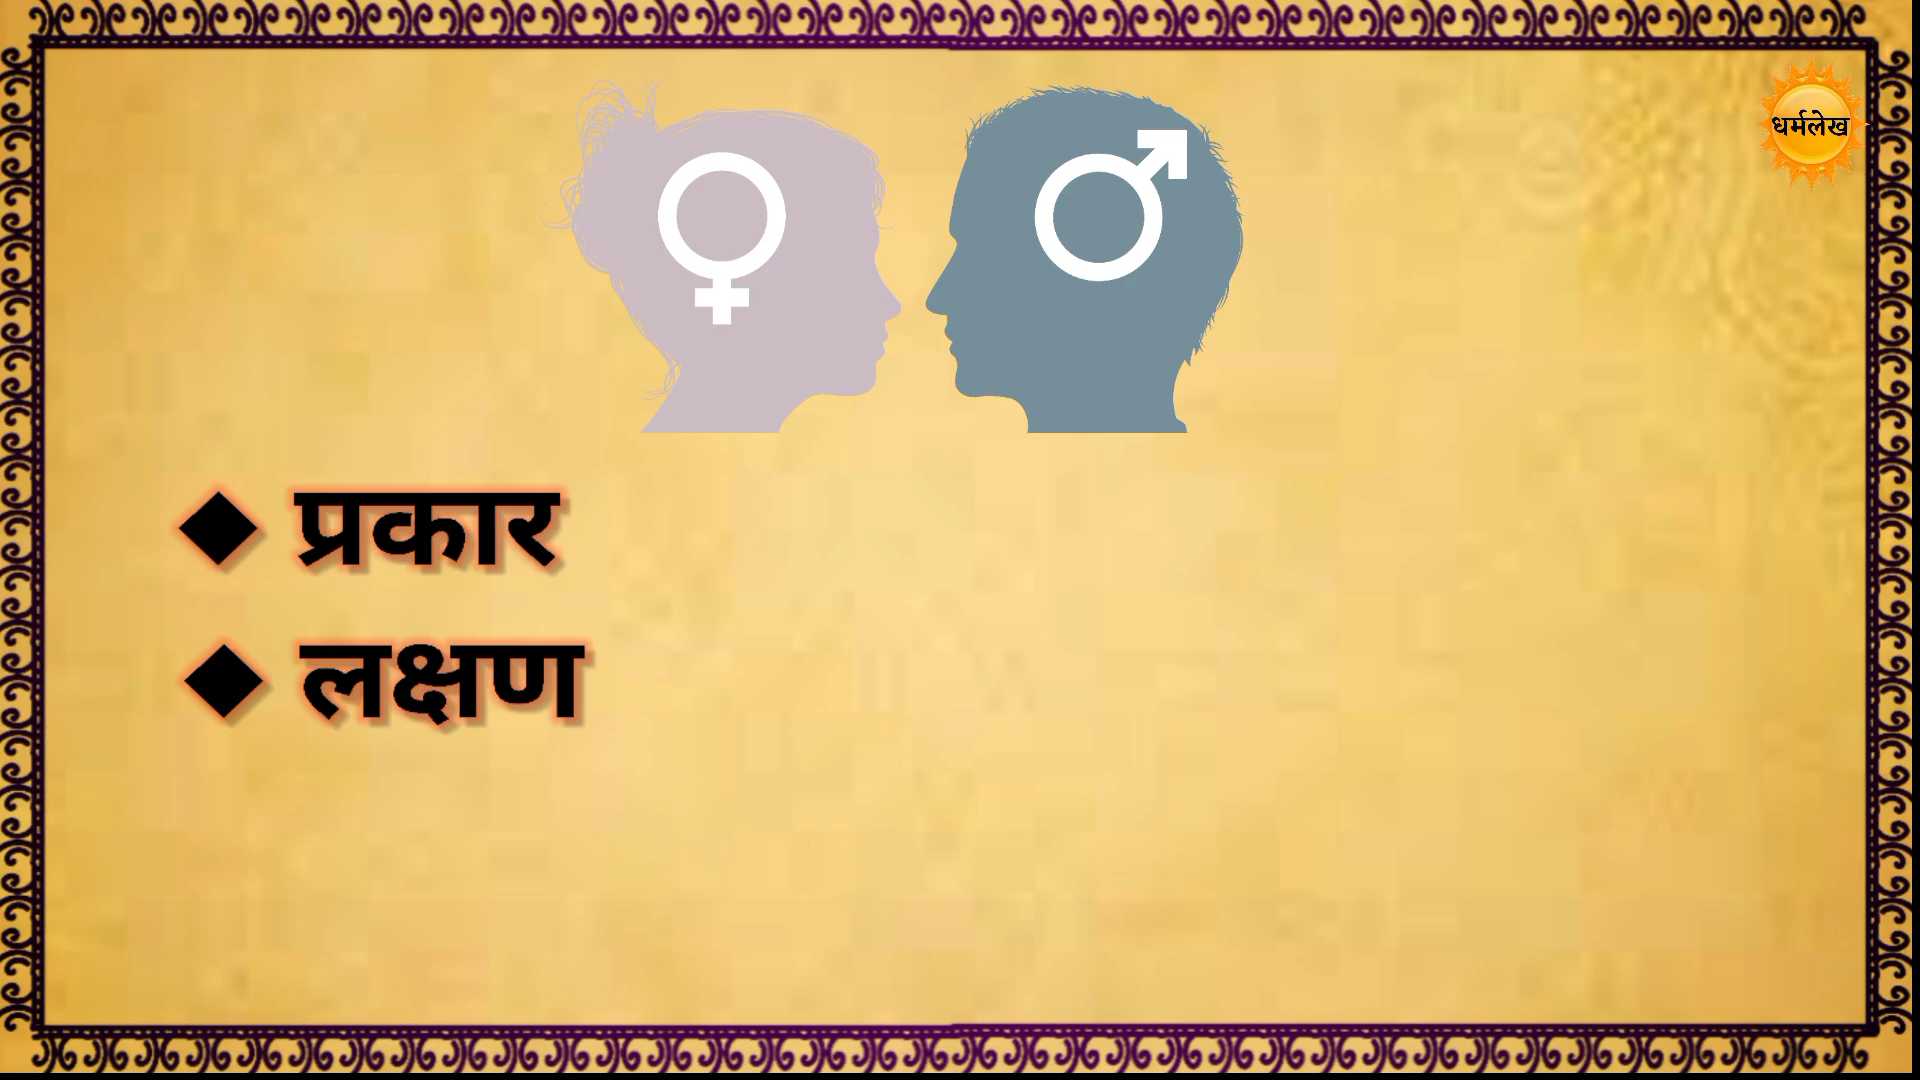 धर्मलेख
◆ प्रकार
◆ लक्षण